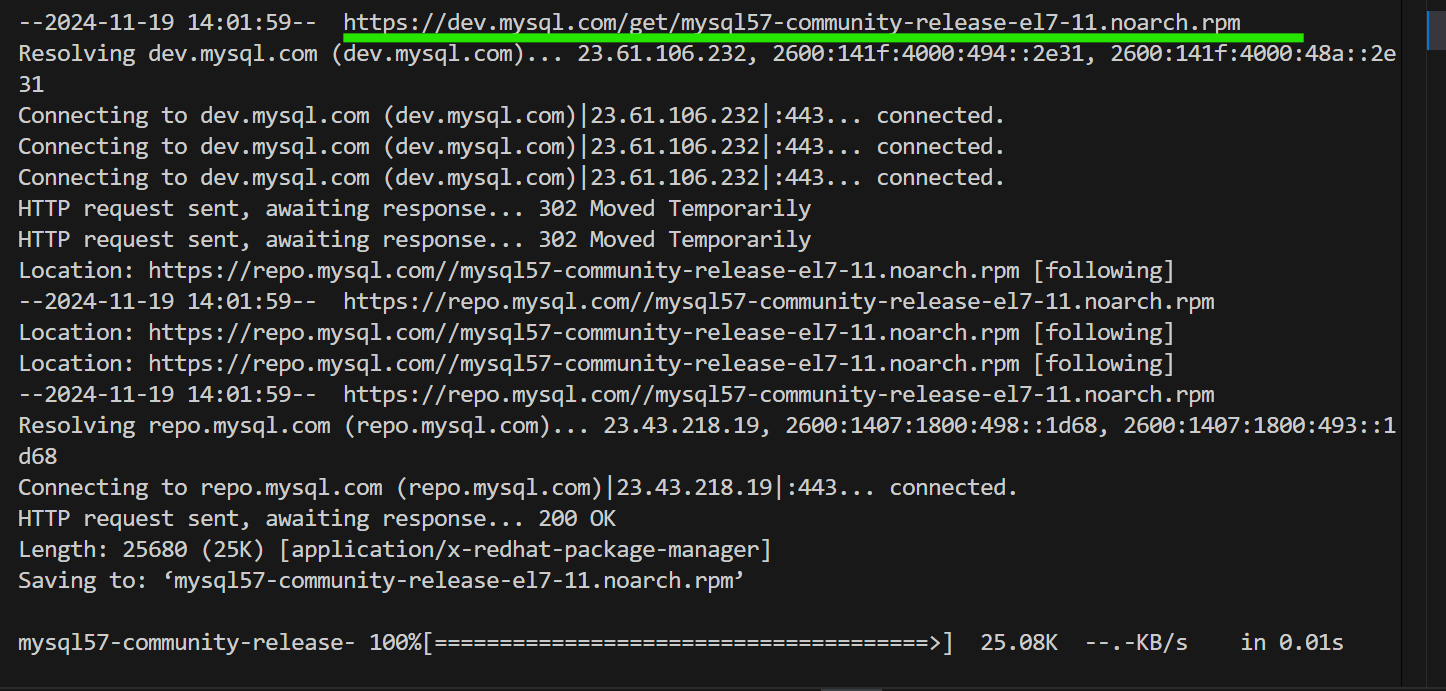 --2024-11-19 14:01:59--  https://dev.mysql.com/get/mysql57-community-release-el7-11.noarch.rpm
Resolving dev.mysql.com (dev.mysql.com)... 23.61.106.232, 2600:141f:4000:494::2e31, 2600:141f:4000:48a::2e
31
Connecting to dev.mysql.com (dev.mysql.com)|23.61.106.232|:443... connected.
Connecting to dev.mysql.com (dev.mysql.com)|23.61.106.232|:443... connected.
Connecting to dev.mysql.com (dev.mysql.com)|23.61.106.232|:443... connected.
HTTP request sent, awaiting response... 302 Moved Temporarily
HTTP request sent, awaiting response... 302 Moved Temporarily
Location: https://repo.mysql.com//mysql57-community-release-el7-11.noarch.rpm [following]
--2024-11-19 14:01:59--  https://repo.mysql.com//mysql57-community-release-el7-11.noarch.rpm
Location: https://repo.mysql.com//mysql57-community-release-el7-11.noarch.rpm [following]
Location: https://repo.mysql.com//mysql57-community-release-el7-11.noarch.rpm [following]
--2024-11-19 14:01:59--  https://repo.mysql.com//mysql57-community-release-el7-11.noarch.rpm
Resolving repo.mysql.com (repo.mysql.com)... 23.43.218.19, 2600:1407:1800:498::1d68, 2600:1407:1800:493::1
d68
Connecting to repo.mysql.com (repo.mysql.com)|23.43.218.19|:443... connected.
HTTP request sent, awaiting response... 200 OK
Length: 25680 (25K) [application/x-redhat-package-manager]
Saving to: ‘mysql57-community-release-el7-11.noarch.rpm’
mysql57-community-release- 100%[======================================>]  25.08K  --.-KB/s    in 0.01s